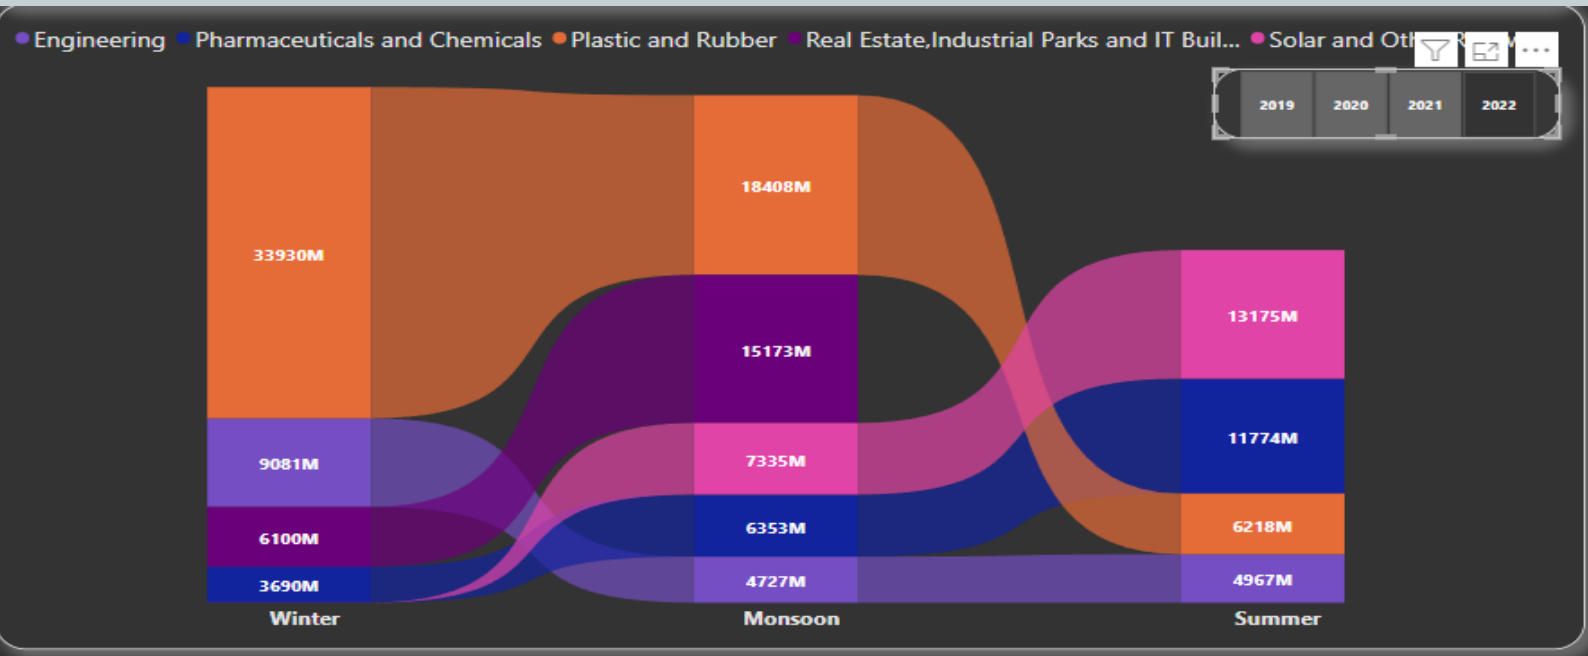 Engineering Pharmaceuticals and Chemicals Plastic and Rubber Real Estate,Industrial Parks and IT Buil... Solar and
2019 2020 2021 2022
33930M 18408M
15173M 13175M
9081M 7335M 11774M
6100M 6353M 6218M
3690M 4727M 4967M
Winter Monsoon Summer